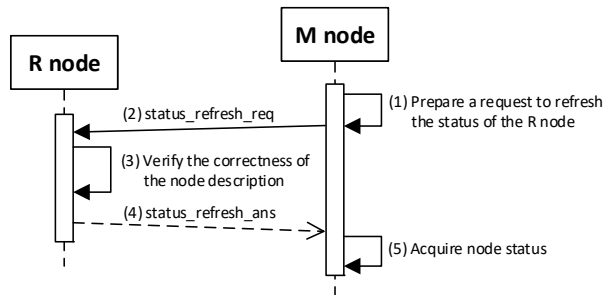 M node
R node
(1) Prepare a request to refresh
the status of the R node
(2) status_refresh_req
(3) Verify the correctness of
the node description
(4) status_refresh_ans
(5) Acquire node status